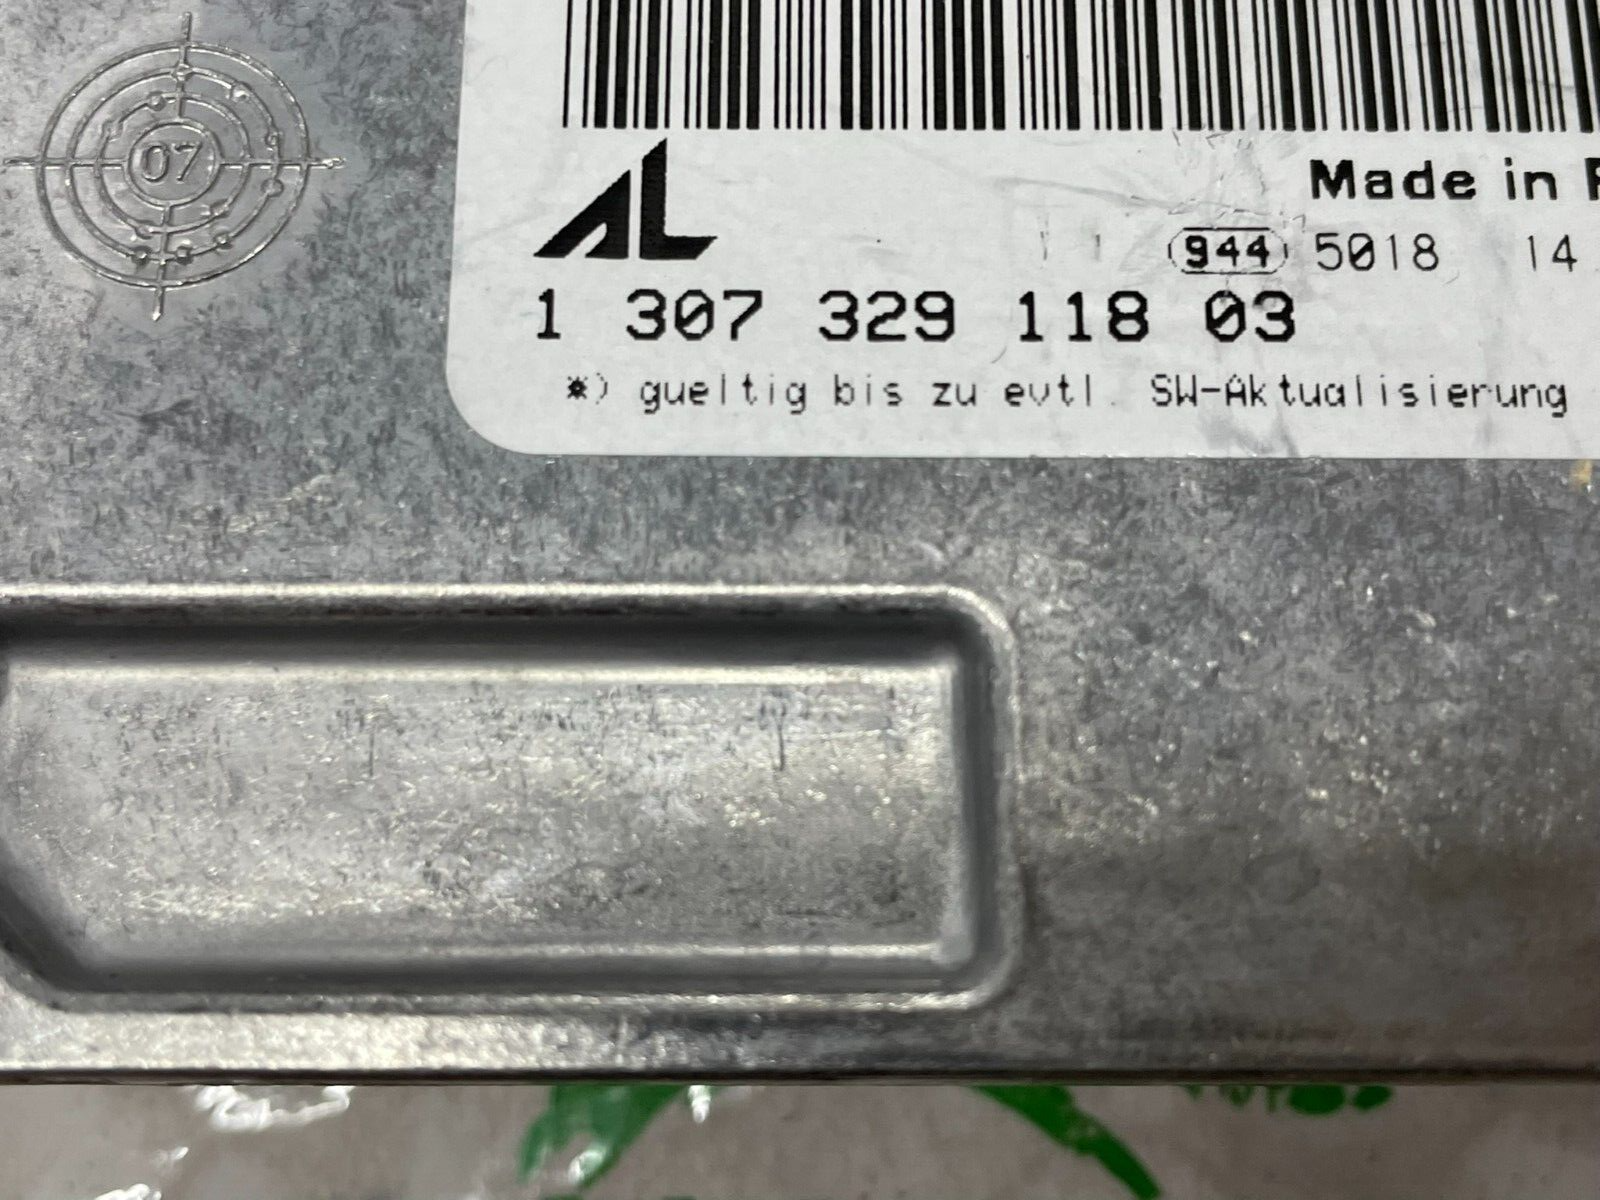 07
Made in
AL
944 5018 14
1 307 329 118 03
*) gueltig bis zu evtl. SW-Aktualisierung